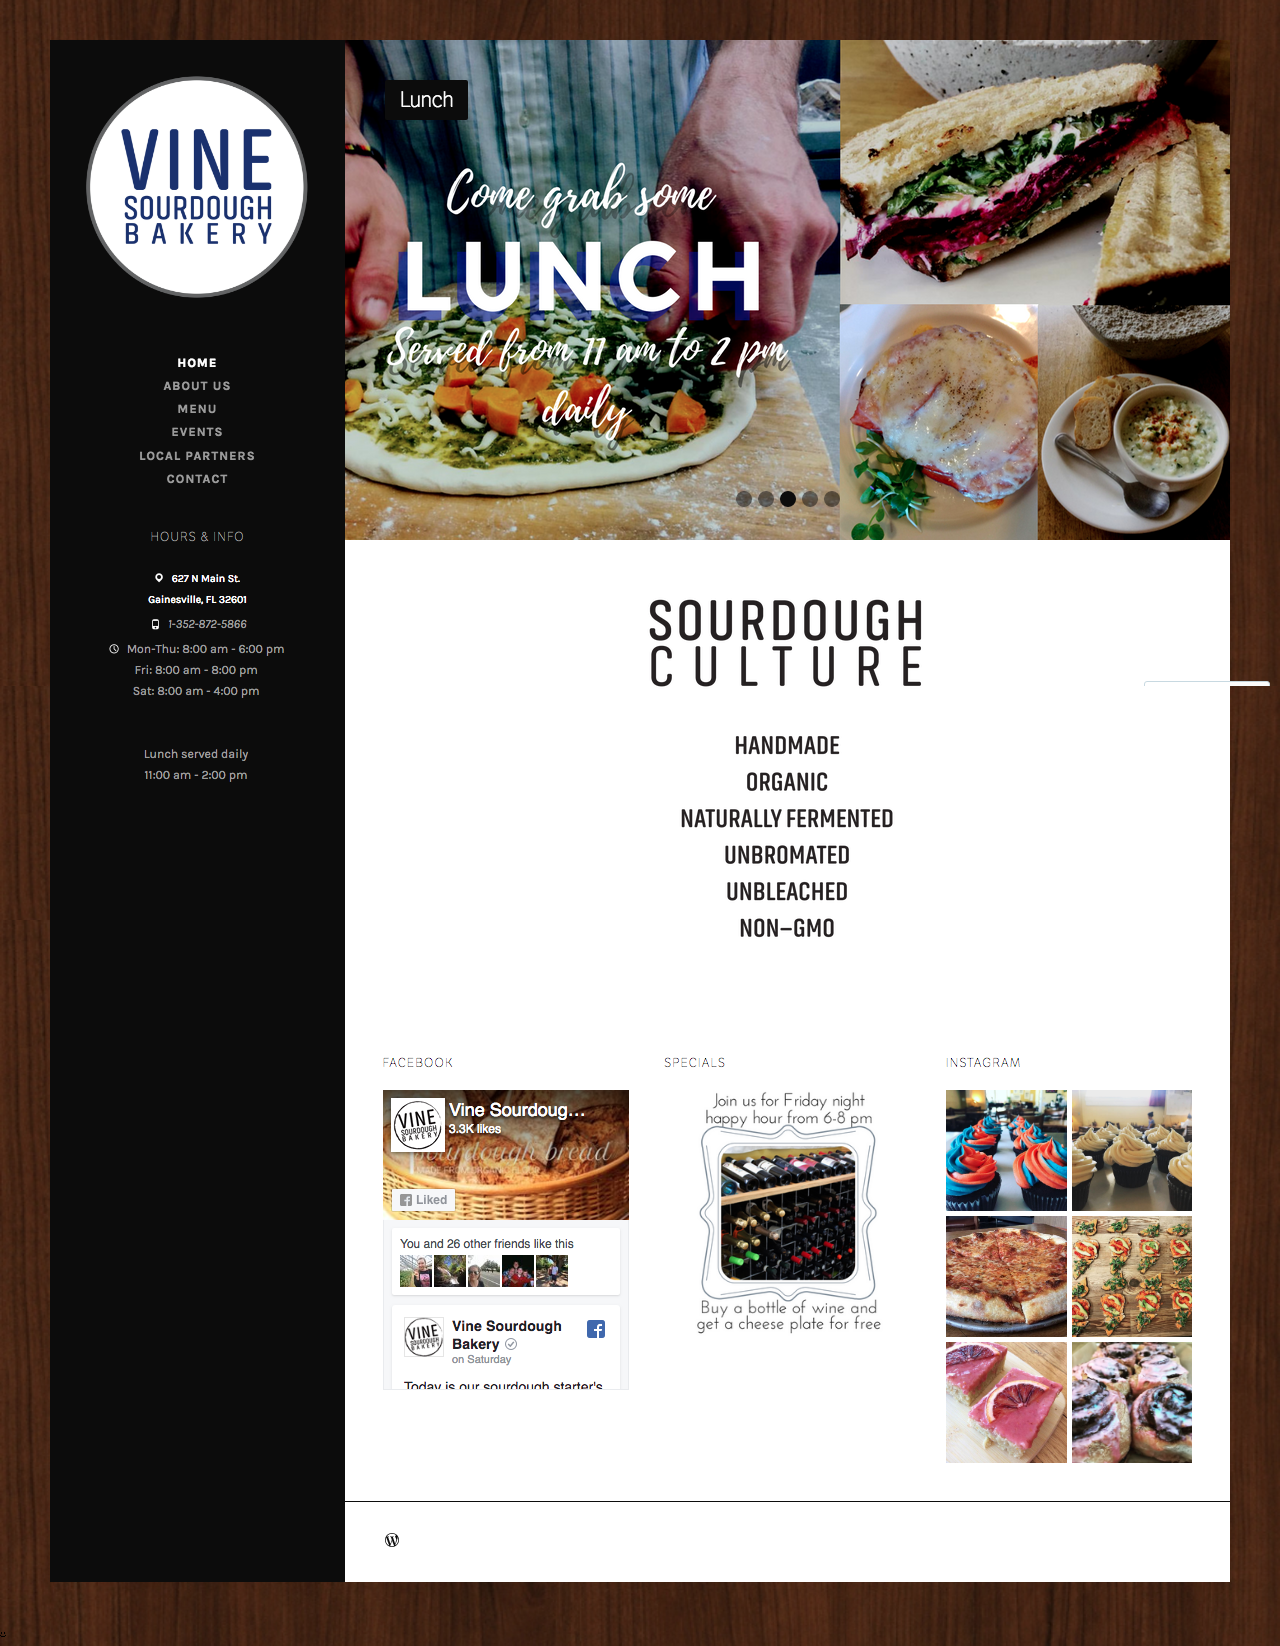 VINE
SOURDOUGH
BAKERY
HOME
ABOUT US
MENU
EVENTS
LOCAL PARTNERS
CONTACT
HOURS & INFO
627 N Main St.
Gainesville, FL 32601
1-352-872-5866
Mon-Thu: 8:00 am - 6:00 pm
Fri: 8:00 am - 8:00 pm
Sat: 8:00 am - 4:00 pm
Lunch served daily
11:00 am - 2:00 pm
Lunch
Come grab some
LUNCH
Served from 11 am to 2 pm
daily
SOURDOUGH
CULTURE
HANDMADE
ORGANIC
NATURALLY FERMENTED
UNBROMATED
UNBLEACHED
NON-GMO
FACEBOOK
VINE
SOURDOUGH
BAKERY
Vine Sourdoug...
3.3K likes
sourdough bread
Liked
You and 26 other friends like this
VINE
SOURDOUGH
BAKERY
Vine Sourdough
Bakery
on Saturday
Today is our sourdough starter's
SPECIALS
Join us for Friday night
happy hour from 6-8 pm
Buy a bottle of wine and
get a cheese plate for free
INSTAGRAM